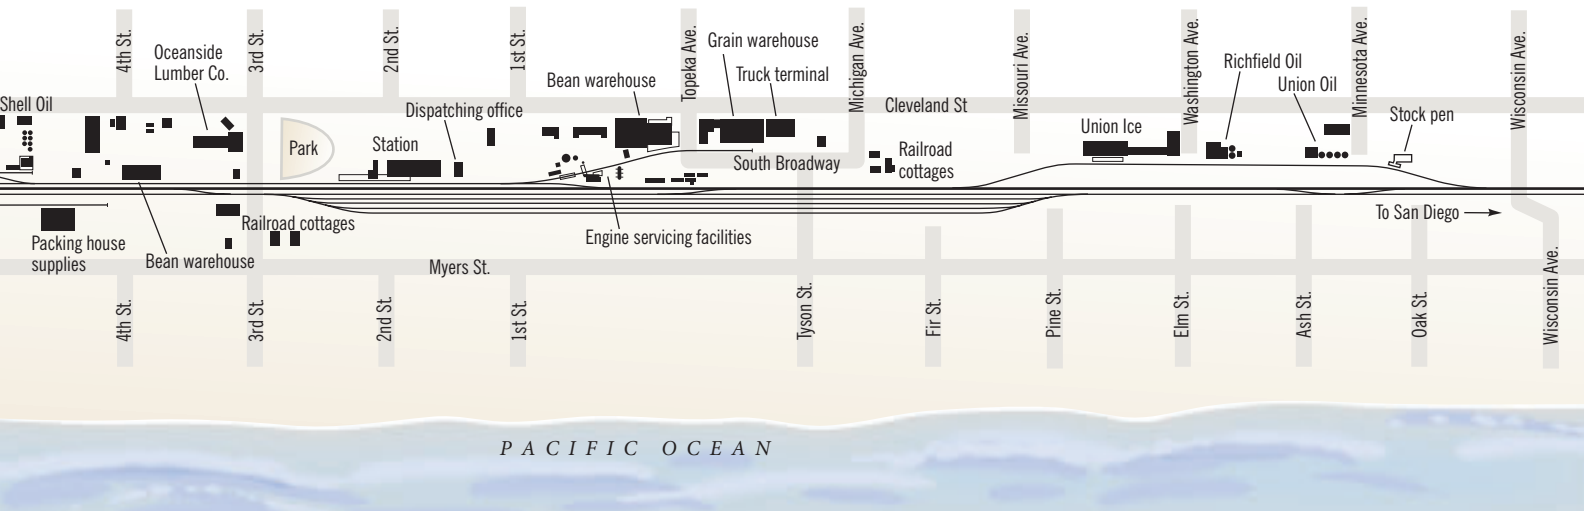 4th St.
3rd St.
2nd St.
1st St.
Topeka Ave.
Michigan Ave.
Missouri Ave.
Washington Ave.
Minnesota Ave.
Wisconsin Ave.
Oceanside
Lumber Co.
Grain warehouse
Truck terminal
Bean warehouse
Richfield Oil
Union Oil
Shell Oil
Dispatching office
Cleveland St
Stock pen
Park
Station
Union Ice
South Broadway
Railroad
cottages
To San Diego
Railroad cottages
Engine servicing facilities
Packing house
supplies
Bean warehouse
Myers St.
4th St.
3rd St.
2nd St.
1st St.
Tyson St.
Fir St.
Pine St.
Elm St.
Ash St.
Oak St.
Wisconsin Ave.
PACIFIC OCEAN